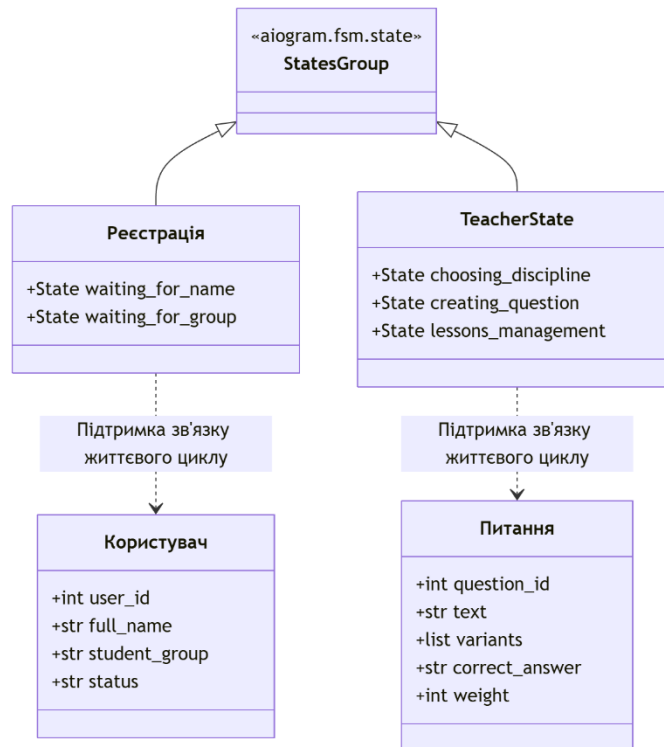 «aiogram.fsm.state»
StatesGroup
Реєстрація
+State waiting_for_name
+State waiting_for_group
TeacherState
+State choosing_discipline
+State creating_question
+State lessons_management
Підтримка зв'язку
життєвого циклу
Підтримка зв'язку
життєвого циклу
Користувач
+int user_id
+str full_name
+str student_group
+str status
Питання
+int question_id
+str text
+list variants
+str correct_answer
+int weight